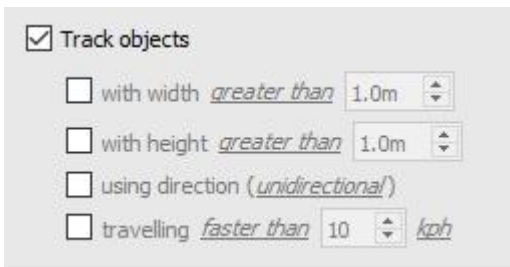 Track objects
with width greater than 1.0m
with height greater than 1.0m
using direction (unidirectional)
travelling faster than 10 kph